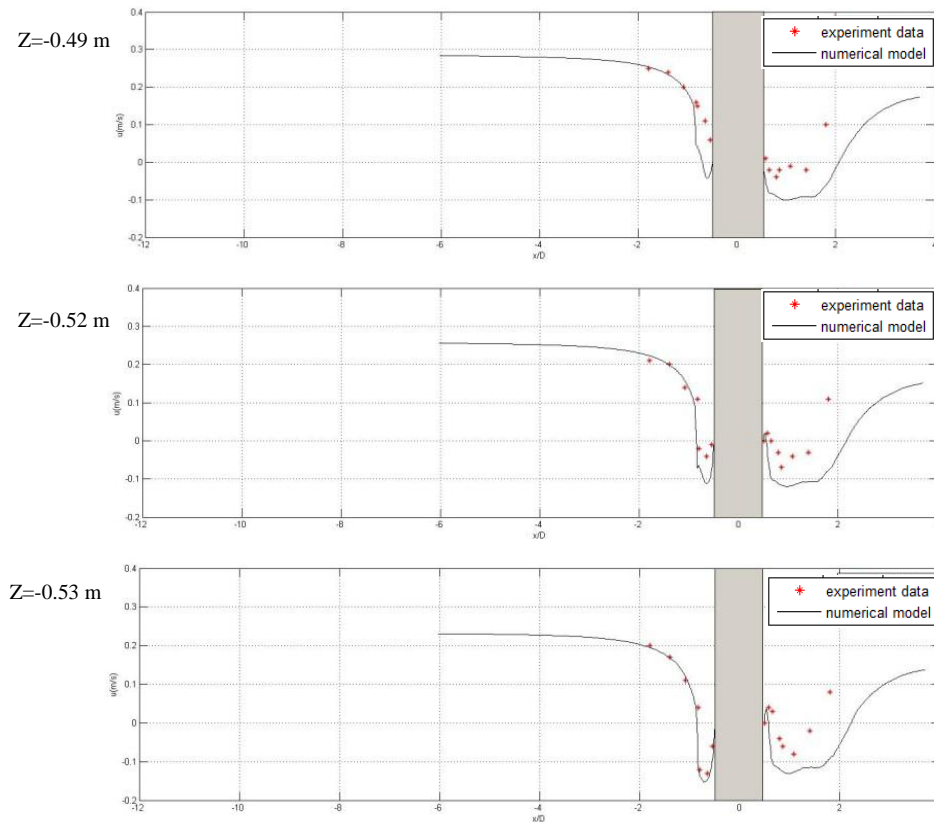 Z=-0.49 m
experiment data
numerical model
0.4
0.3
0.2
0.1
0
-0.1
-0.2
u(m/s)
-12 -10 -8 -6 -4 -2 0 2 4
x/D
Z=-0.52 m
experiment data
numerical model
0.4
0.3
0.2
0.1
0
-0.1
-0.2
u(m/s)
-12 -10 -8 -6 -4 -2 0 2
x/D
Z=-0.53 m
experiment data
numerical model
0.4
0.3
0.2
0.1
0
-0.1
-0.2
u(m/s)
-12 -10 -8 -6 -4 -2 0 2
x/D